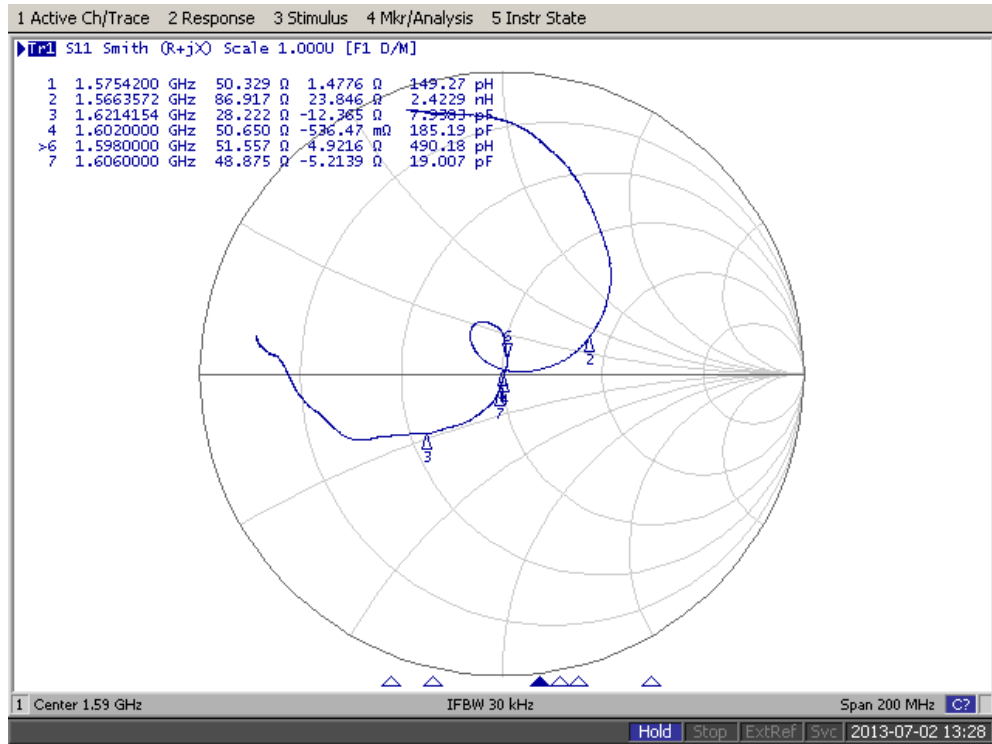 1 Active Ch/Trace 2 Response 3 Stimulus 4 Mkr/Analysis 5 Instr State
Tr1 S11 Smith (R+jX) Scale 1.000U [F1 D/M]
1 1.5754200 GHz 50.329 Ω 1.4776 Ω 149.27 pH
2 1.5663572 GHz 86.917 Ω 23.846 Ω 2.4229 nH
3 1.6214154 GHz 28.222 Ω -12.365 Ω 7.9383 pF
4 1.6020000 GHz 50.650 Ω -536.47 mΩ 185.19 pF
>6 1.5980000 GHz 51.557 Ω 4.9216 Ω 490.18 pH
7 1.6060000 GHz 48.875 Ω -5.2139 Ω 19.007 pF
6
2
7
3
1 Center 1.59 GHz IFBW 30 kHz Span 200 MHz C?
Hold Stop ExtRef Svc 2013-07-02 13:28